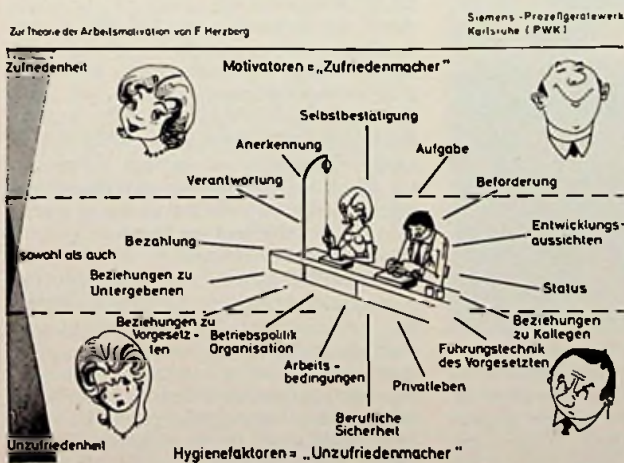 Zur Theorie der Arbeitsmotivation von F Herzberg
Siemens - Prozeßgerätewerk
Karlsruhe (PWK)
Zufriedenheit
Motivatoren = „Zufriedenmacher"
Selbstbestätigung
Anerkennung
Aufgabe
Verantwortung
Beförderung
Bezahlung
Entwicklungs-
aussichten
sowohl als auch
Beziehungen zu
Untergebenen
Status
Beziehungen zu
Vorgesetz-
ten
Betriebspolitik
Organisation
Beziehungen
zu Kollegen
Arbeits-
bedingungen
Führungstechnik
des Vorgesetzten
Privatleben
Berufliche
Sicherheit
Unzufriedenheit
Hygienefaktoren = „Unzufriedenmacher"